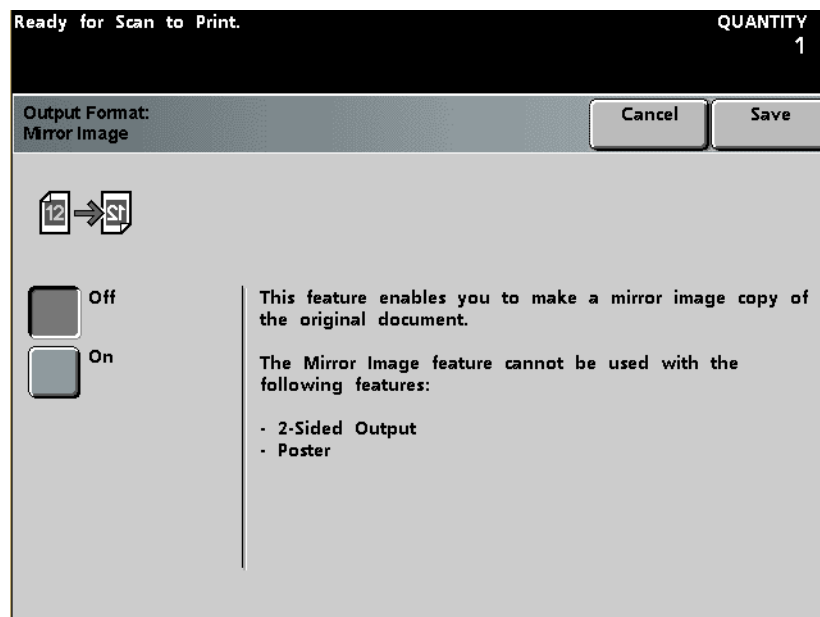 Ready for Scan to Print.
QUANTITY
1
Output Format:
Mirror Image
Cancel
Save
12
Off
On
This feature enables you to make a mirror image copy of
the original document.
The Mirror Image feature cannot be used with the
following features:
- 2-Sided Output
- Poster